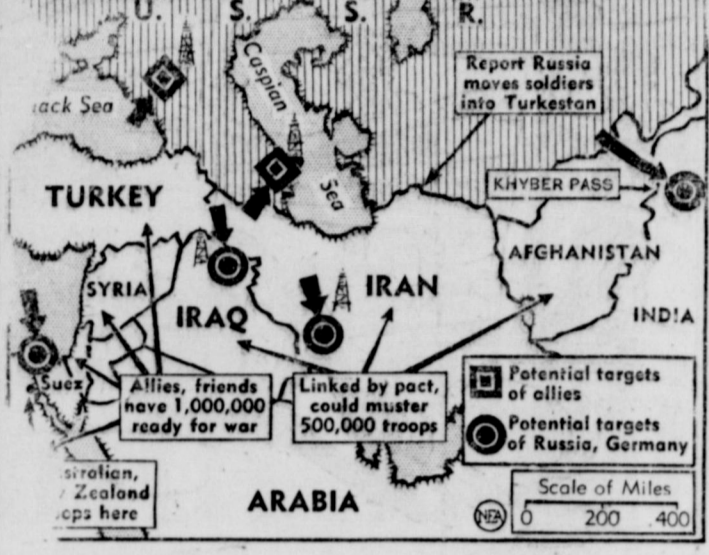 U. S. S. R.
Caspian
Sea
Report Russia
moves soldiers
into Turkestan
ack Sea
TURKEY
KHYBER PASS
AFGHANISTAN
SYRIA
IRAN
IRAQ
INDIA
Suez
Allies, friends
have 1,000,000
ready for war
Linked by pact,
could muster
500,000 troops
Potential targets
of allies
Potential targets
of Russia, Germany
stralian,
Zealand
ops here
ARABIA
NEA
Scale of Miles
0 200 400